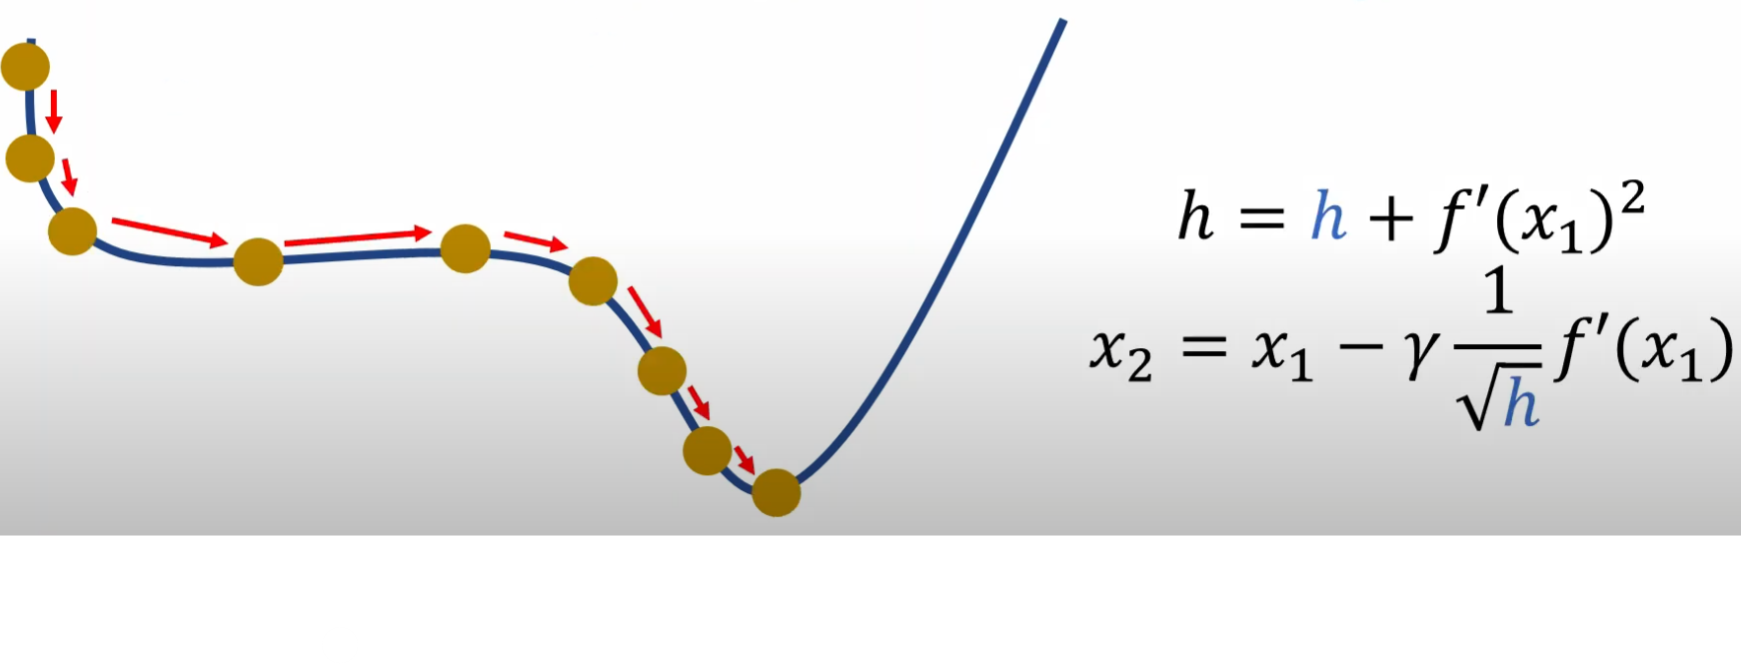 h = h + f′(x₁)²
x₂ = x₁ − γ 1/√h f′(x₁)